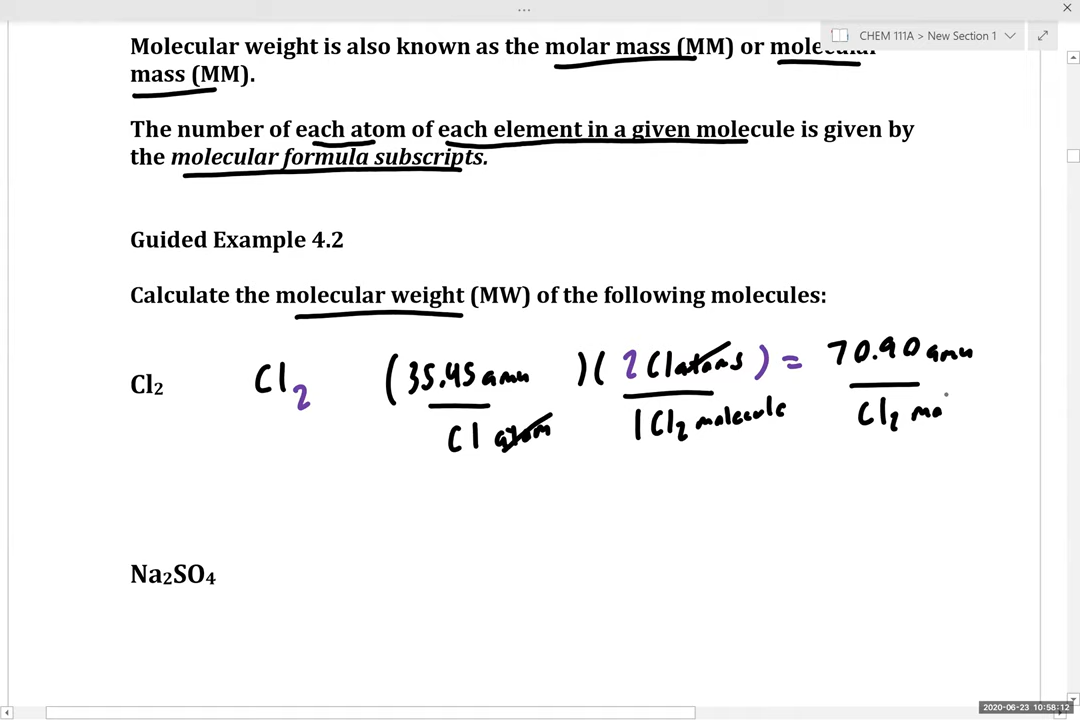 CHEM 111A > New Section 1
Molecular weight is also known as the molar mass (MM) or molecular
mass (MM).
The number of each atom of each element in a given molecule is given by
the molecular formula subscripts.
Guided Example 4.2
Calculate the molecular weight (MW) of the following molecules:
Cl₂ Cl₂ (35.45 amu )( 2 Cl atoms ) = 70.90 amu
Cl atom 1 Cl₂ molecule Cl₂ mo
Na₂SO₄
2020-06-23 10:58:12